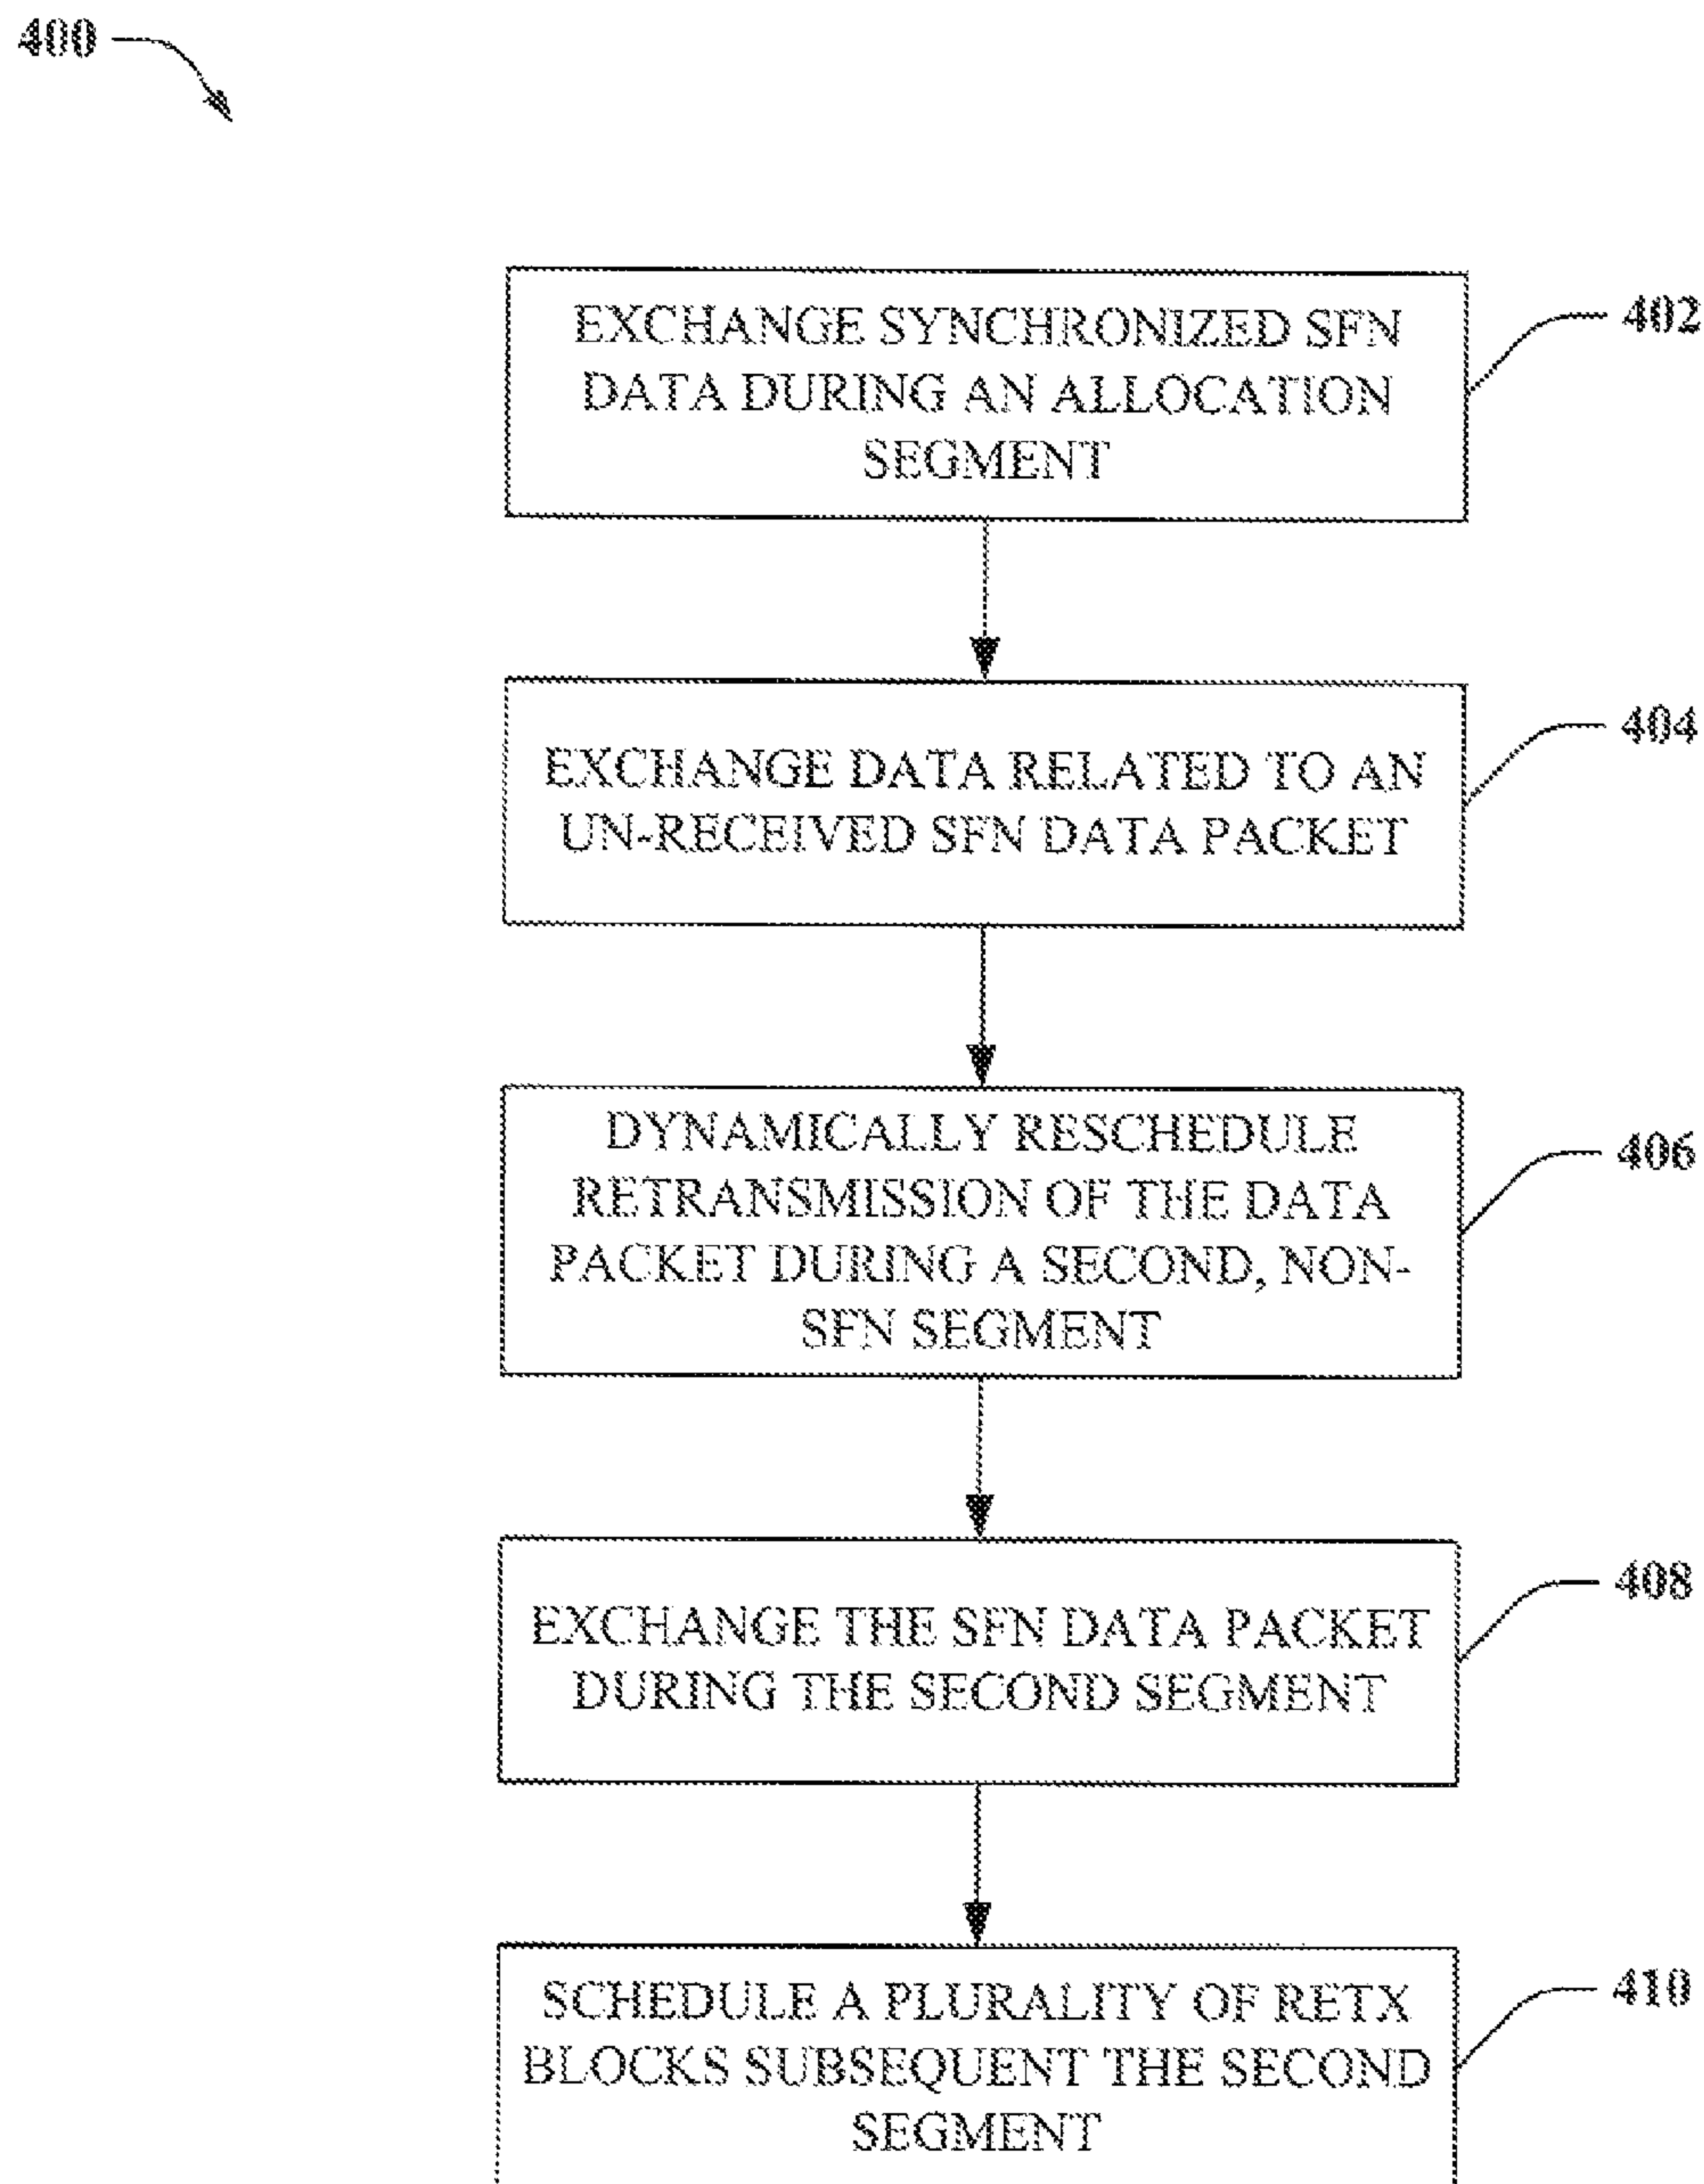 400
EXCHANGE SYNCHRONIZED SFN
DATA DURING AN ALLOCATION
SEGMENT
402
EXCHANGE DATA RELATED TO AN
UN-RECEIVED SFN DATA PACKET
404
DYNAMICALLY RESCHEDULE
RETRANSMISSION OF THE DATA
PACKET DURING A SECOND, NON-
SFN SEGMENT
406
EXCHANGE THE SFN DATA PACKET
DURING THE SECOND SEGMENT
408
SCHEDULE A PLURALITY OF RETX
BLOCKS SUBSEQUENT THE SECOND
SEGMENT
410